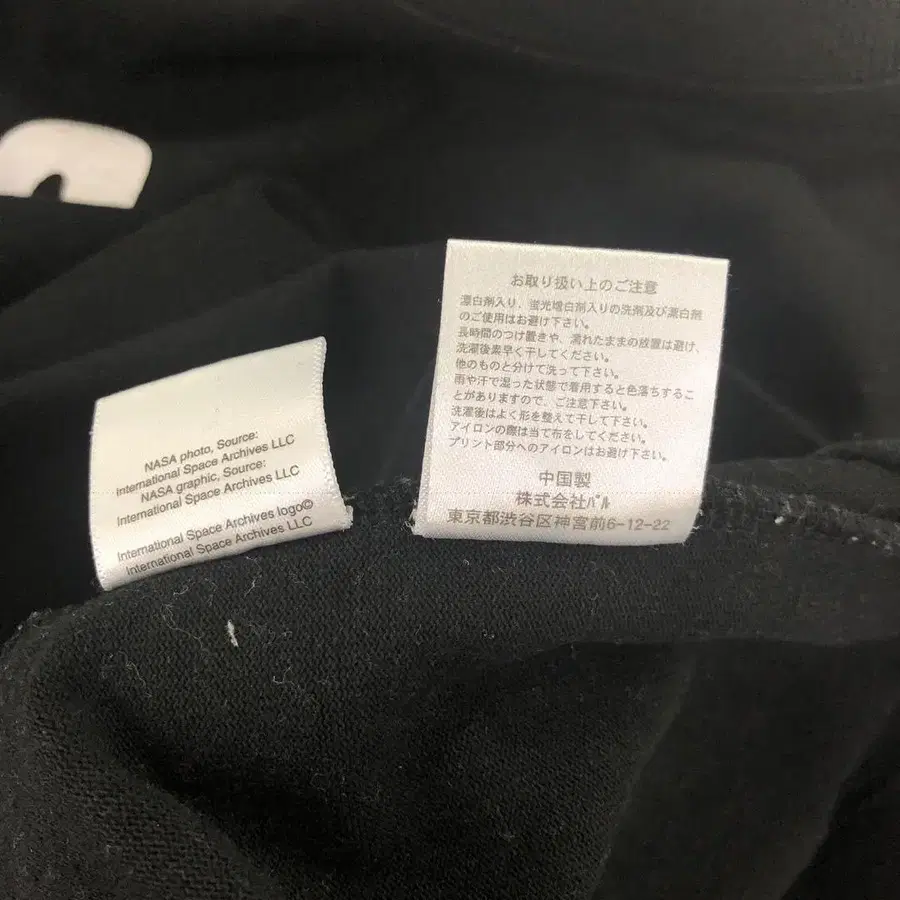 NASA photo, Source:
International Space Archives LLC
NASA graphic, Source:
International Space Archives LLC
International Space Archives logo©
International Space Archives LLC
お取り扱い上のご注意
漂白剤入り、蛍光増白剤入りの洗剤及び漂白剤
のご使用はお避け下さい。
長時間のつけ置きや、濡れたままの放置は避け、
洗濯後素早く干してください。
他のものと分けて洗って下さい。
雨や汗で湿った状態で着用すると色落ちするこ
とがありますので、ご注意下さい。
洗濯後はよく形を整えて干して下さい。
アイロンの際は当て布をしてください。
プリント部分へのアイロンはお避け下さい。
中国製
株式会社パル
東京都渋谷区神宮前6-12-22